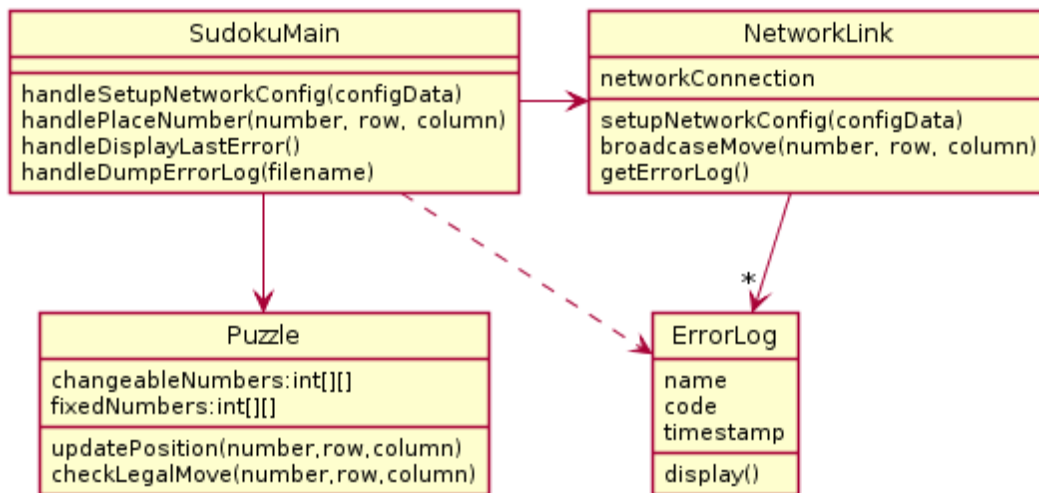 SudokuMain
handleSetupNetworkConfig(configData)
handlePlaceNumber(number, row, column)
handleDisplayLastError()
handleDumpErrorLog(filename)
NetworkLink
networkConnection
setupNetworkConfig(configData)
broadcaseMove(number, row, column)
getErrorLog()
*
Puzzle
changeableNumbers:int[][]
fixedNumbers:int[][]
updatePosition(number,row,column)
checkLegalMove(number,row,column)
ErrorLog
name
code
timestamp
display()